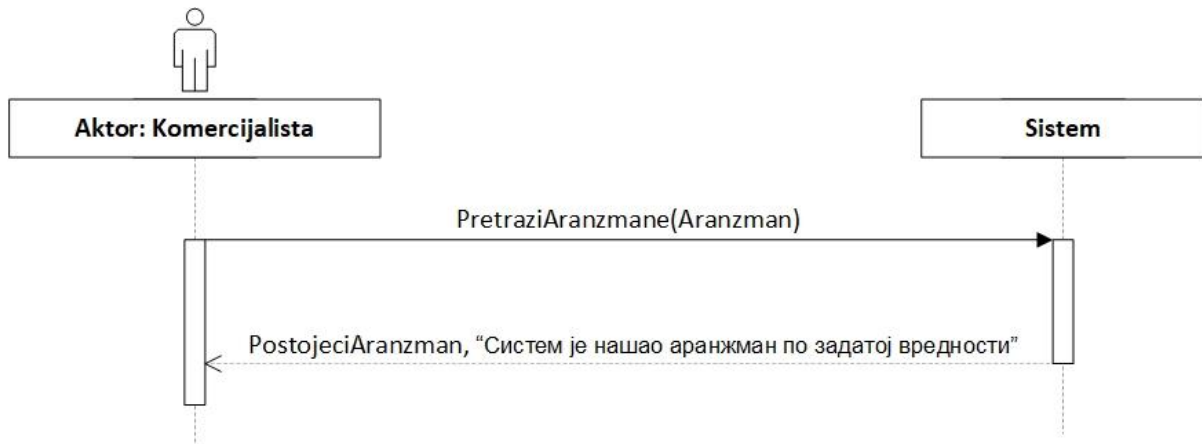 Aktor: Komercijalista
Sistem
PretraziAranzmane(Aranzman)
PostojeciAranzman, “Систем је нашао аранжман по задатој вредности”